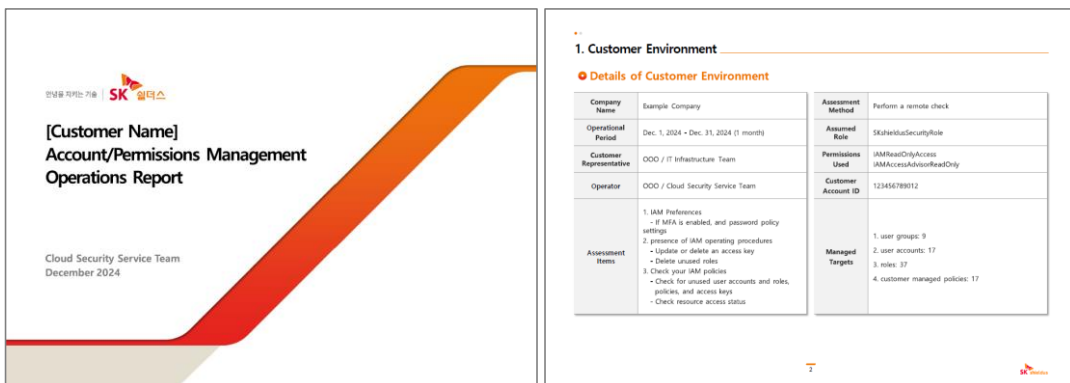 안녕을 지키는 기술 SK 쉴더스
[Customer Name]
Account/Permissions Management
Operations Report
Cloud Security Service Team
December 2024
1. Customer Environment
Details of Customer Environment
Company
Name
Example Company
Operational
Period
Dec. 1, 2024 - Dec. 31, 2024 (1 month)
Customer
Representative
OOO / IT Infrastructure Team
Operator
OOO / Cloud Security Service Team
Assessment
Items
1. IAM Preferences
- If MFA is enabled, and password policy
settings
2. presence of IAM operating procedures
- Update or delete an access key
- Delete unused roles
3. Check your IAM policies
- Check for unused user accounts and roles,
policies, and access keys
- Check resource access status
Assessment
Method
Perform a remote check
Assumed
Role
SKshieldusSecurityRole
Permissions
Used
IAMReadOnlyAccess
IAMAccessAdvisorReadOnly
Customer
Account ID
123456789012
Managed
Targets
1. user groups: 9
2. user accounts: 17
3. roles: 37
4. customer managed policies: 17
2
SK